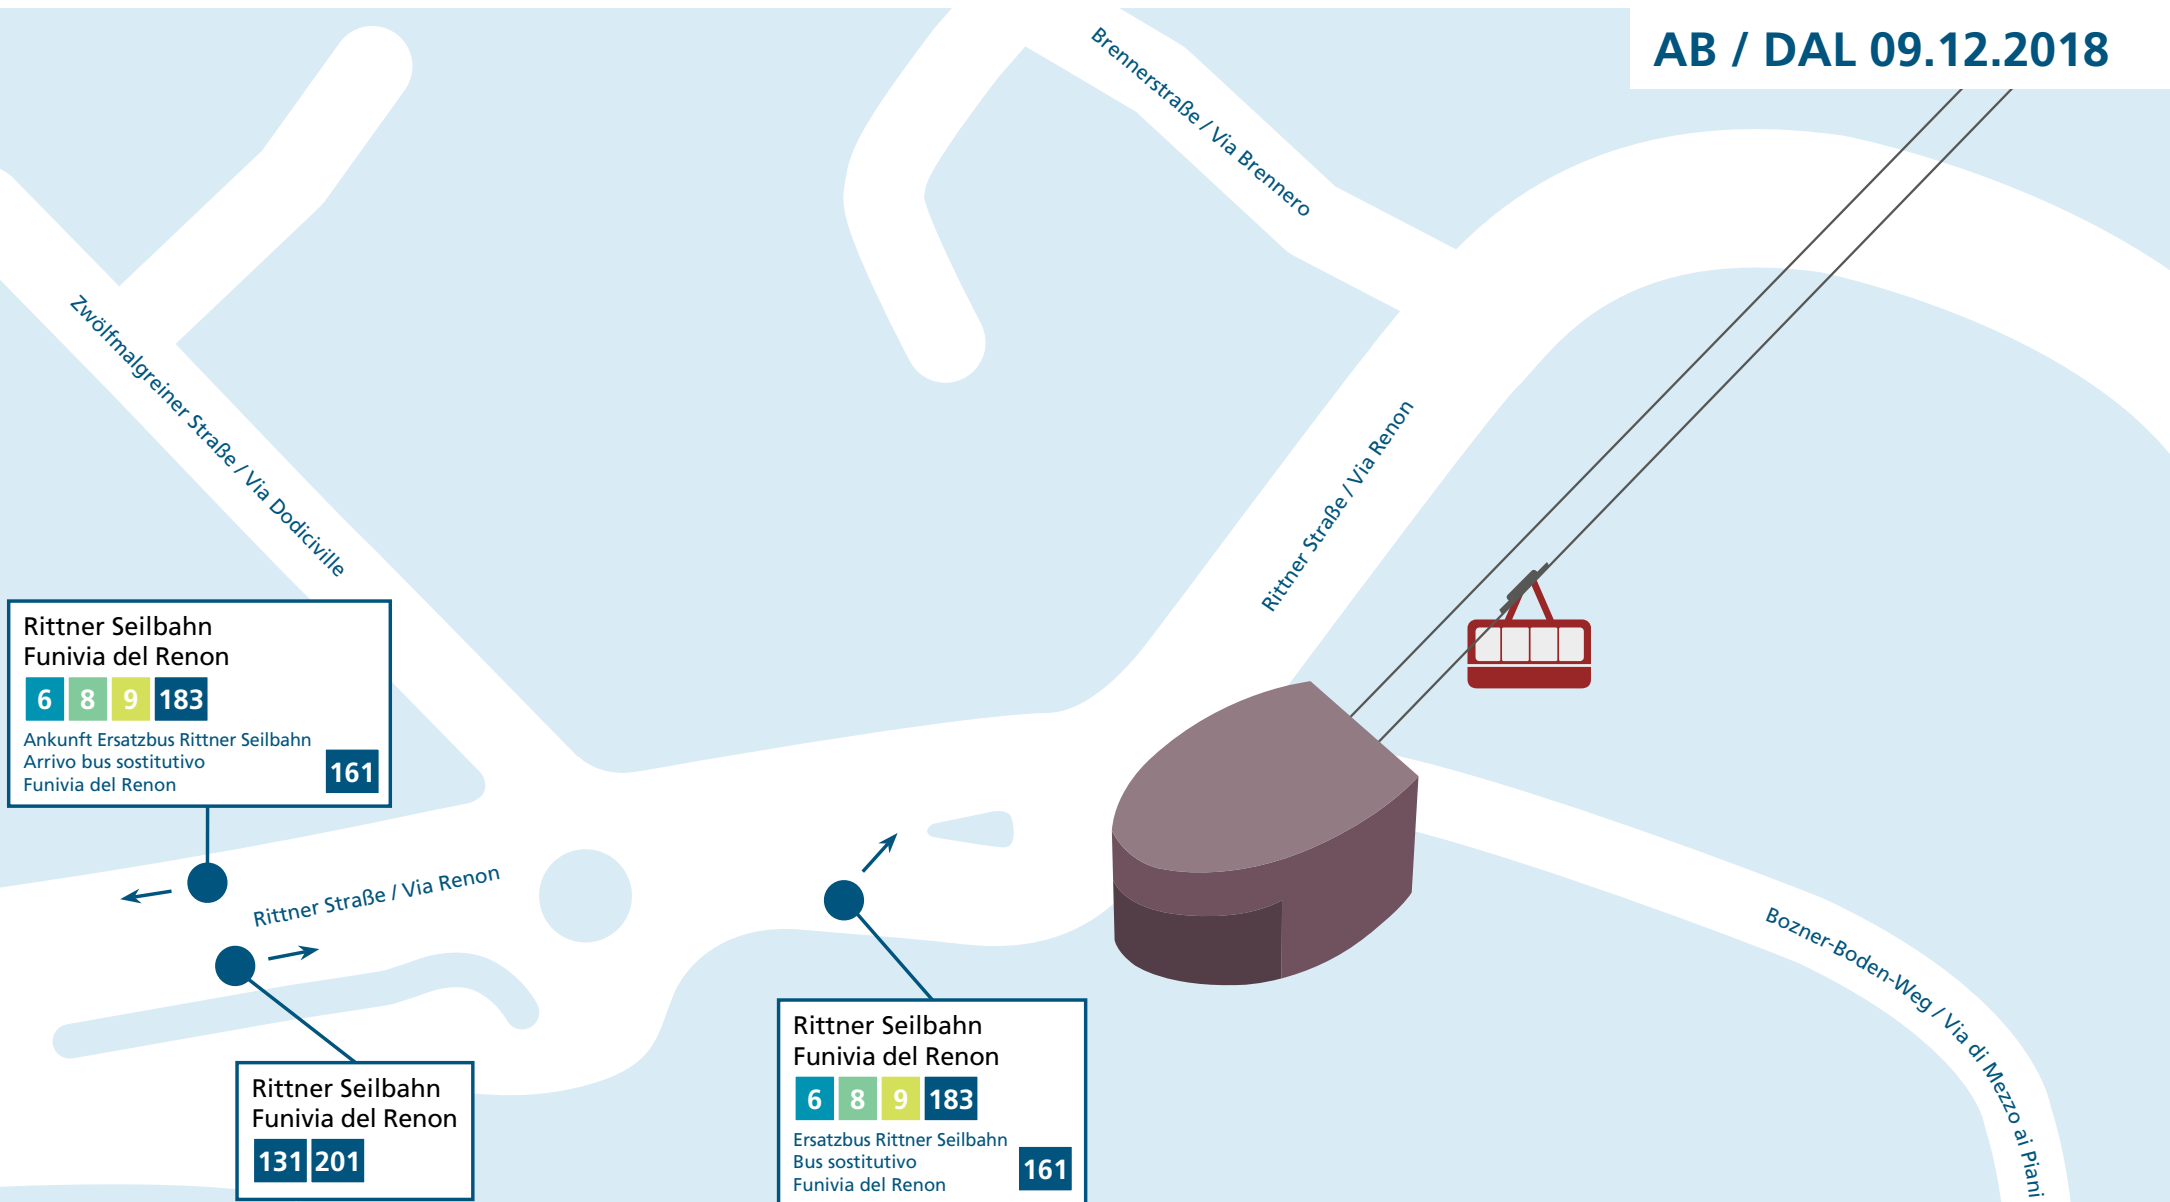 AB / DAL 09.12.2018
Brennerstraße / Via Brennero
Zwölfmalgreiner Straße / Via Dodiciville
Rittner Straße / Via Renon
Rittner Seilbahn
Funivia del Renon
6 8 9 183
Ankunft Ersatzbus Rittner Seilbahn
Arrivo bus sostitutivo
Funivia del Renon
161
Rittner Straße / Via Renon
Bozner-Boden-Weg / Via di Mezzo ai Piani
Rittner Seilbahn
Funivia del Renon
131 201
Rittner Seilbahn
Funivia del Renon
6 8 9 183
Ersatzbus Rittner Seilbahn
Bus sostitutivo
Funivia del Renon
161